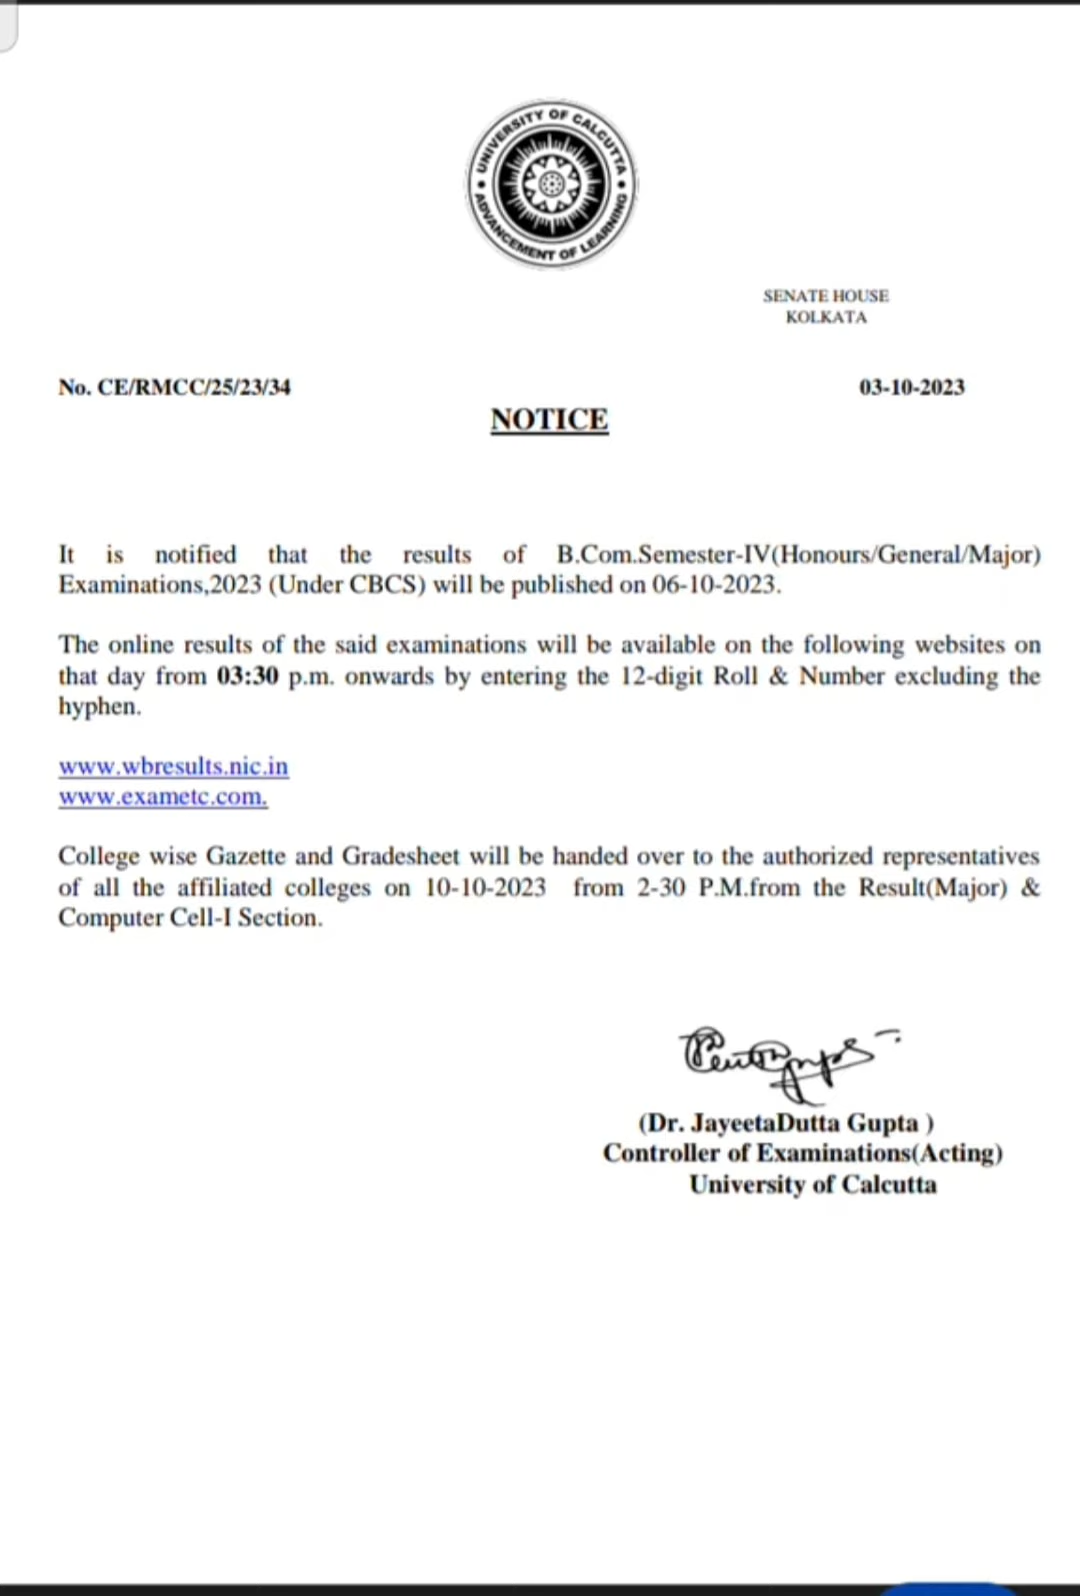 UNIVERSITY OF CALCUTTA
ADVANCEMENT OF LEARNING
SENATE HOUSE
KOLKATA
No. CE/RMCC/25/23/34 03-10-2023
NOTICE
It is notified that the results of B.Com.Semester-IV(Honours/General/Major)
Examinations,2023 (Under CBCS) will be published on 06-10-2023.
The online results of the said examinations will be available on the following websites on
that day from 03:30 p.m. onwards by entering the 12-digit Roll & Number excluding the
hyphen.
www.wbresults.nic.in
www.exametc.com.
College wise Gazette and Gradesheet will be handed over to the authorized representatives
of all the affiliated colleges on 10-10-2023 from 2-30 P.M.from the Result(Major) &
Computer Cell-I Section.
(Dr. JayeetaDutta Gupta )
Controller of Examinations(Acting)
University of Calcutta